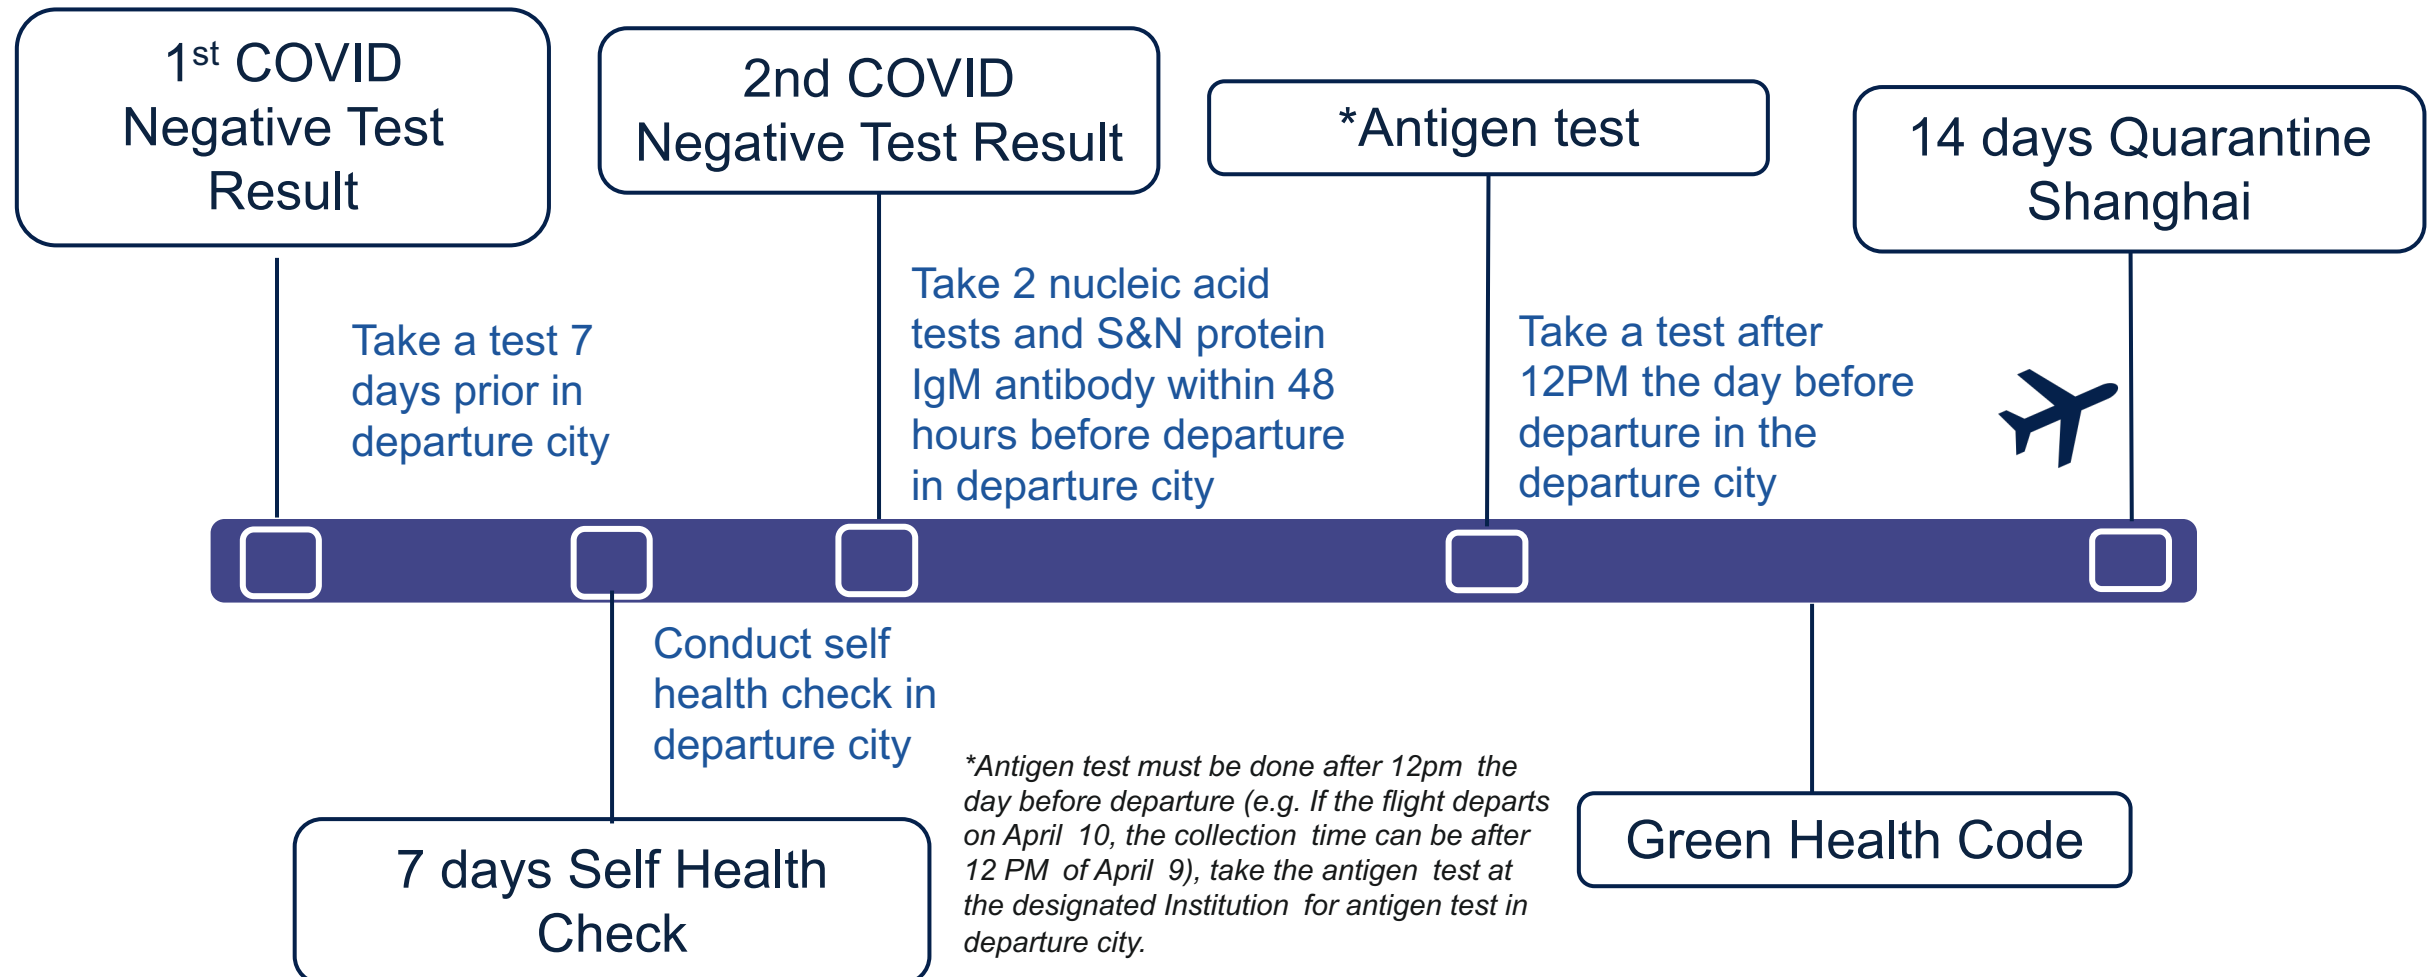 1st COVID
Negative Test
Result
2nd COVID
Negative Test Result
*Antigen test
14 days Quarantine
Shanghai
Take a test 7
days prior in
departure city
Take 2 nucleic acid
tests and S&N protein
IgM antibody within 48
hours before departure
in departure city
Take a test after
12PM the day before
departure in the
departure city
Conduct self
health check in
departure city
7 days Self Health
Check
*Antigen test must be done after 12pm the
day before departure (e.g. If the flight departs
on April 10, the collection time can be after
12 PM of April 9), take the antigen test at
the designated Institution for antigen test in
departure city.
Green Health Code